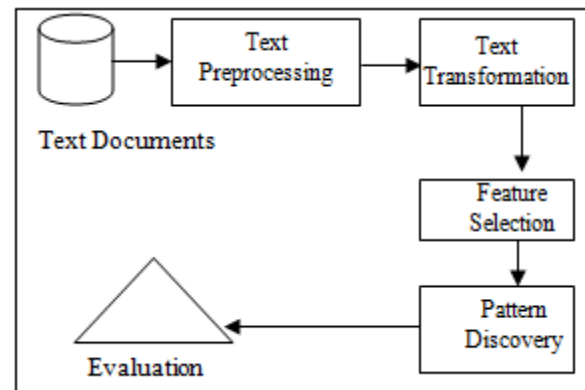 Text
Preprocessing
Text
Transformation
Text Documents
Feature
Selection
Pattern
Discovery
Evaluation